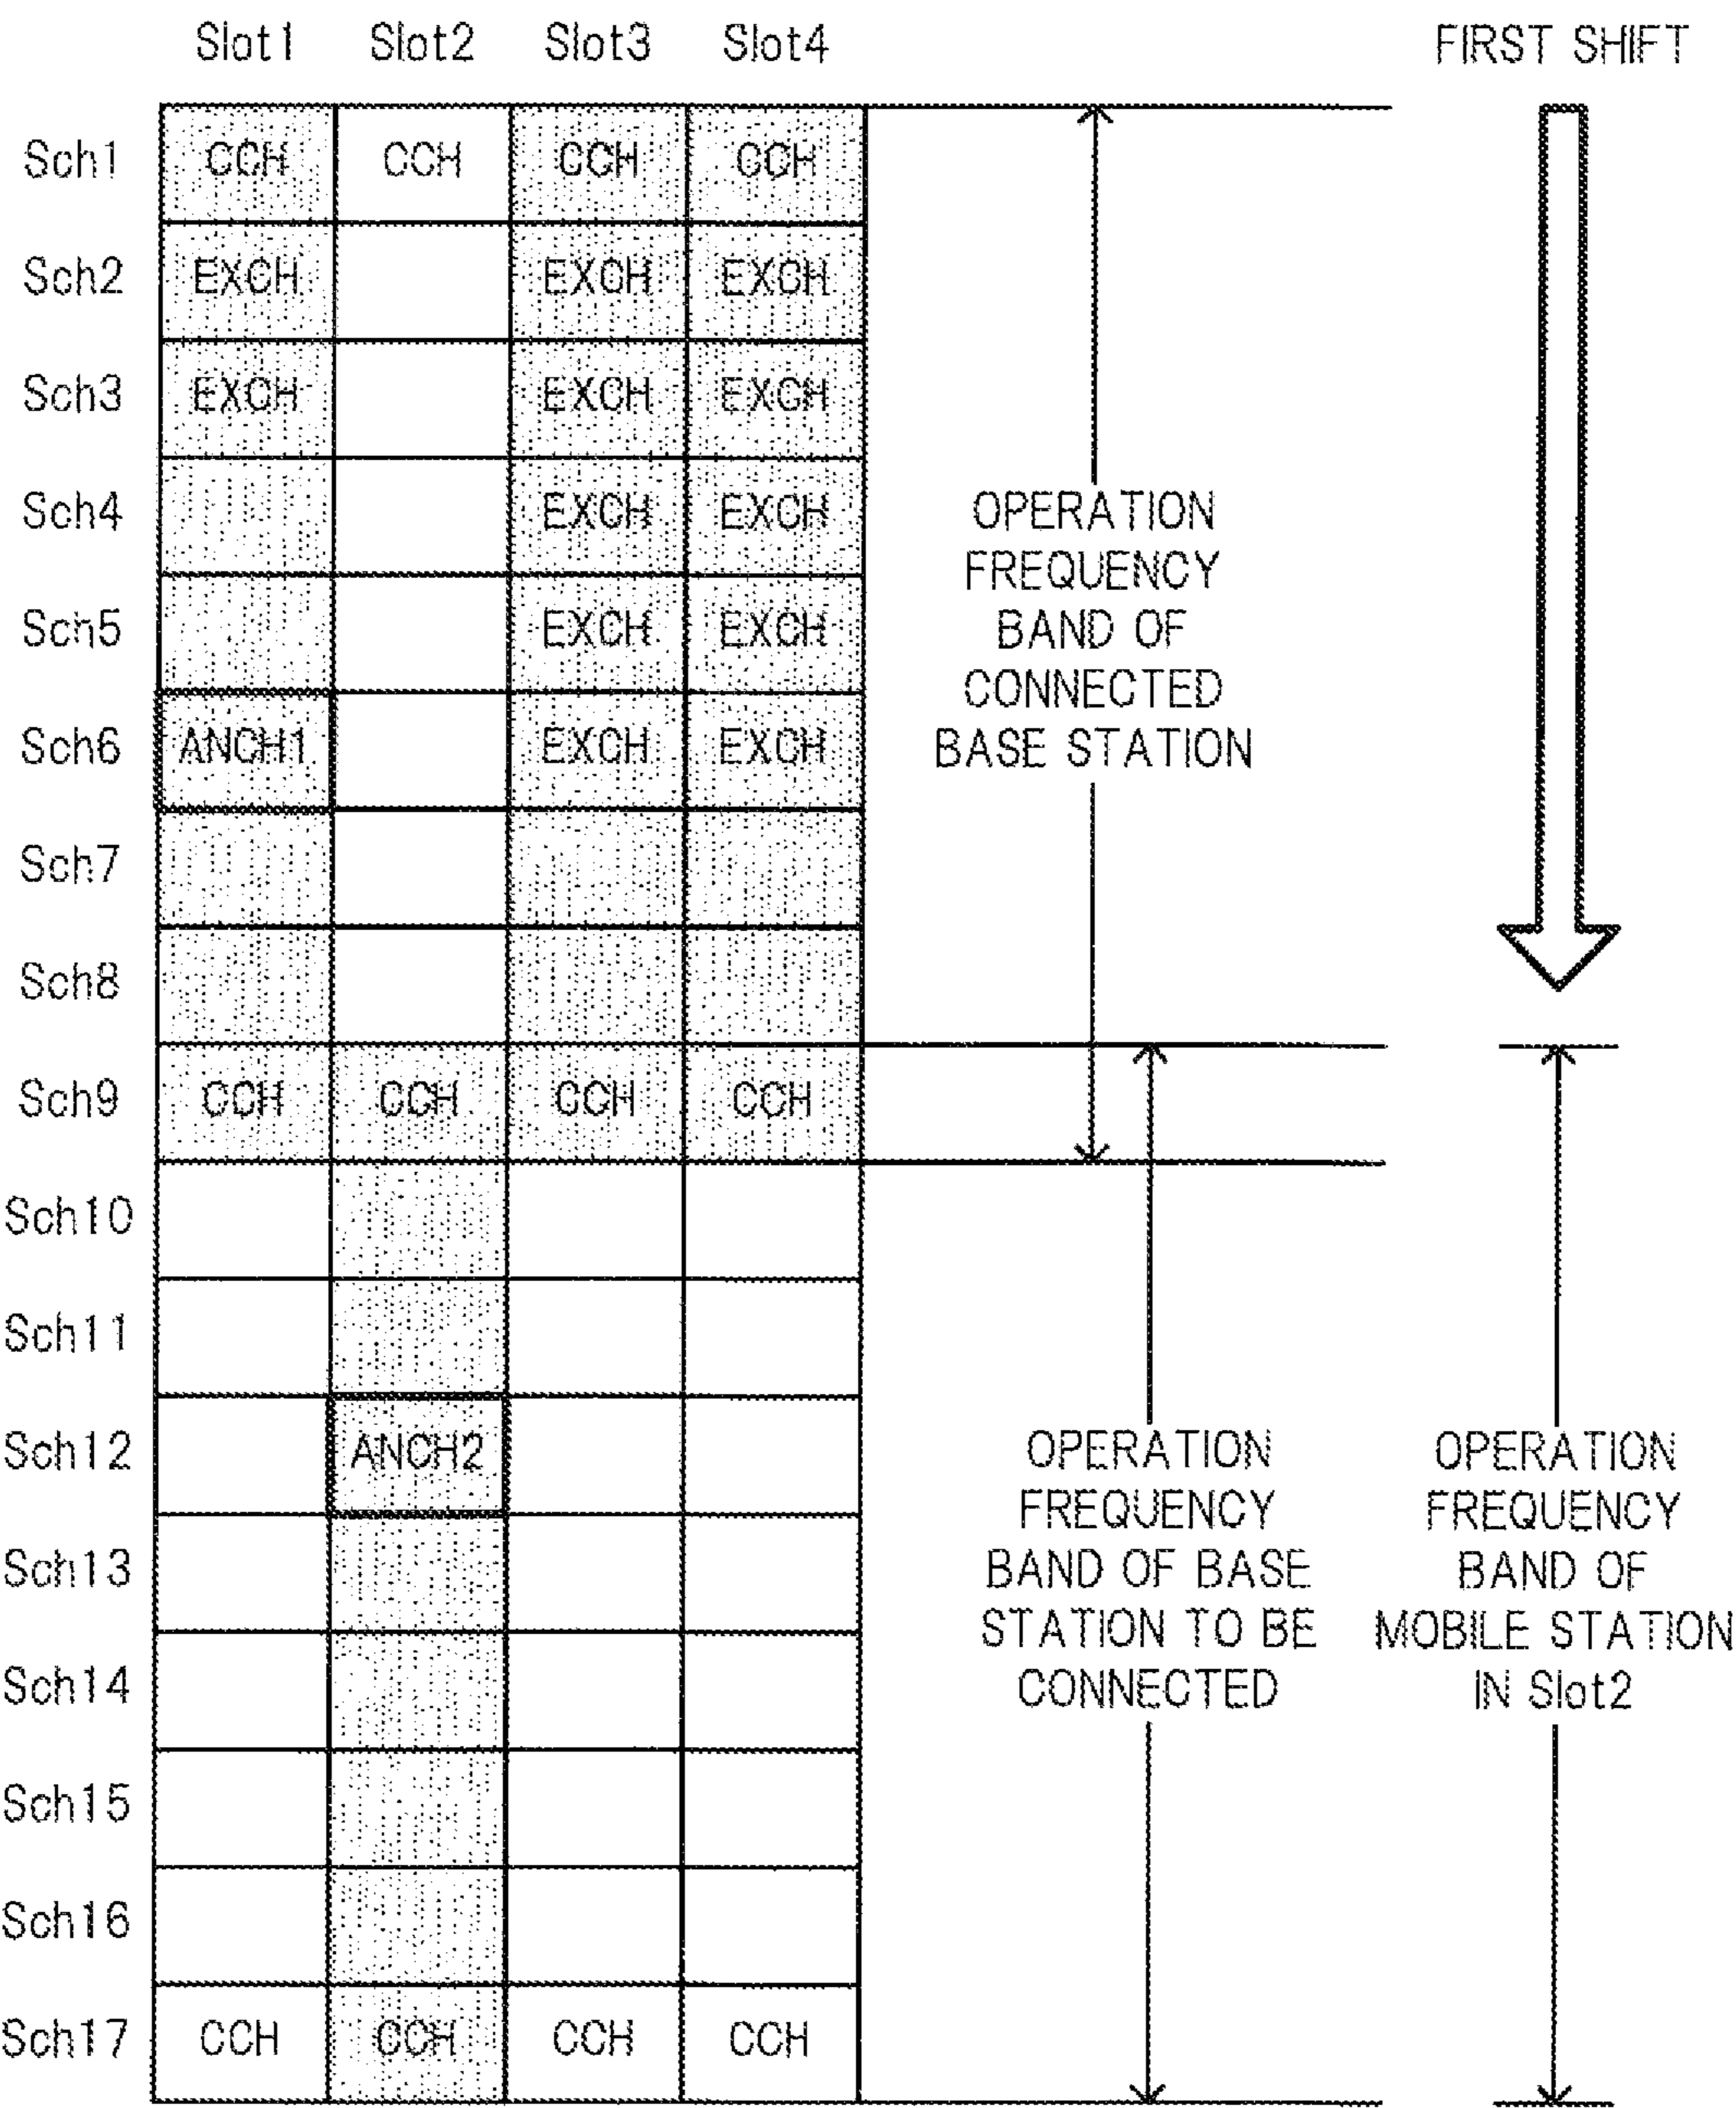 Slot1 Slot2 Slot3 Slot4 FIRST SHIFT
Sch1 CCH CCH CCH CCH
Sch2 EXCH EXCH EXCH
Sch3 EXCH EXCH EXCH
Sch4 EXCH EXCH
Sch5 EXCH EXCH
Sch6 ANCH1 EXCH EXCH
Sch7
Sch8
Sch9 CCH CCH CCH CCH
Sch10
Sch11
Sch12 ANCH2
Sch13
Sch14
Sch15
Sch16
Sch17 CCH CCH CCH CCH
OPERATION
FREQUENCY
BAND OF
CONNECTED
BASE STATION
OPERATION
FREQUENCY
BAND OF BASE
STATION TO BE
CONNECTED
OPERATION
FREQUENCY
BAND OF
MOBILE STATION
IN Slot2